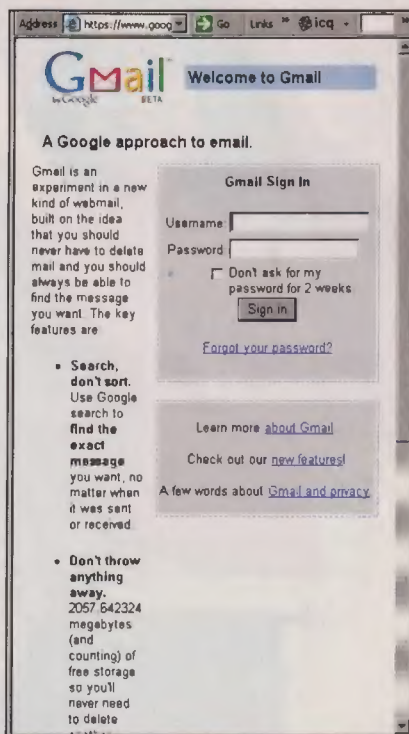 Address https://www.goog Go Links » icq
Gmail
by Google BETA
Welcome to Gmail
A Google approach to email.
Gmail is an
experiment in a new
kind of webmail,
built on the idea
that you should
never have to delete
mail and you should
always be able to
find the message
you want. The key
features are
• Search,
don't sort.
Use Google
search to
find the
exact
message
you want, no
matter when
it was sent
or received.
• Don't throw
anything
away.
2057.642324
megabytes
(and
counting) of
free storage
so you'll
never need
to delete
Gmail Sign In
Username:
Password:
Don't ask for my
password for 2 weeks.
Sign in
Forgot your password?
Learn more about Gmail
Check out our new features!
A few words about Gmail and privacy